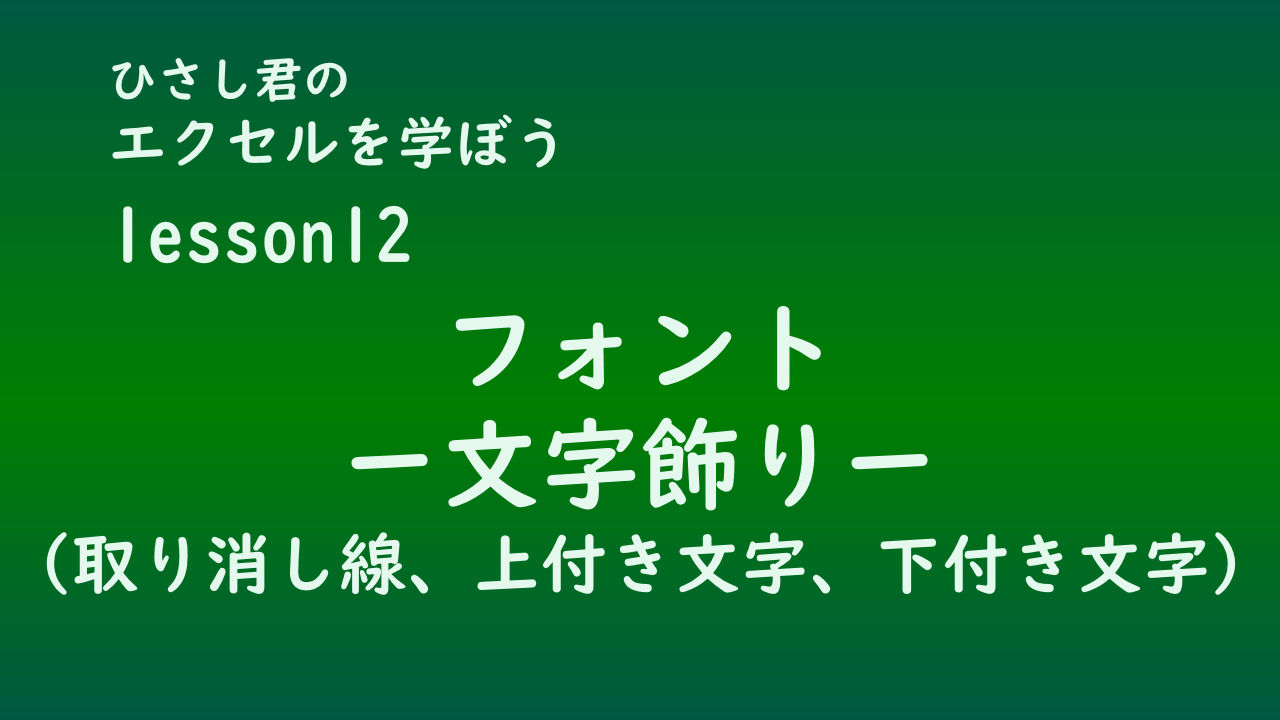 ひさし君の
エクセルを学ぼう
lesson12
フォント
ー文字飾りー
（取り消し線、上付き文字、下付き文字）